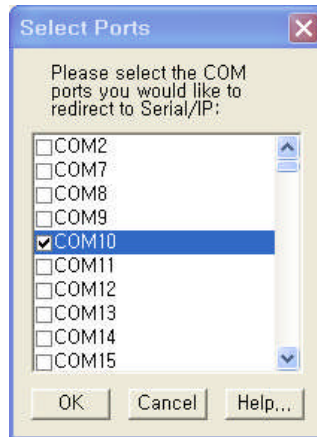 Select Ports
Please select the COM
ports you would like to
redirect to Serial/IP:
COM2
COM7
COM8
COM9
COM10
COM11
COM12
COM13
COM14
COM15
OK Cancel Help...